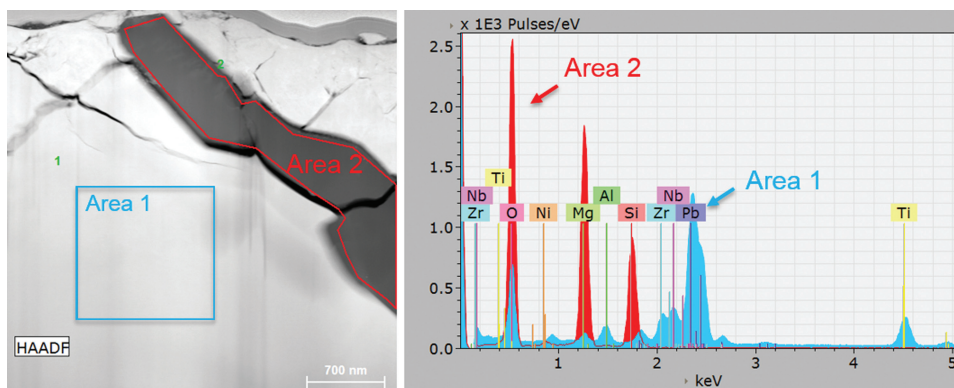 2
1
Area 1
Area 2
HAADF
700 nm
x 1E3 Pulses/eV
2.5
2.0
1.5
1.0
0.5
0.0
Area 2
Area 1
Ti
Nb
Zr
O
Ni
Mg
Al
Si
Nb
Zr
Pb
Ti
1
2
3
4
5
keV